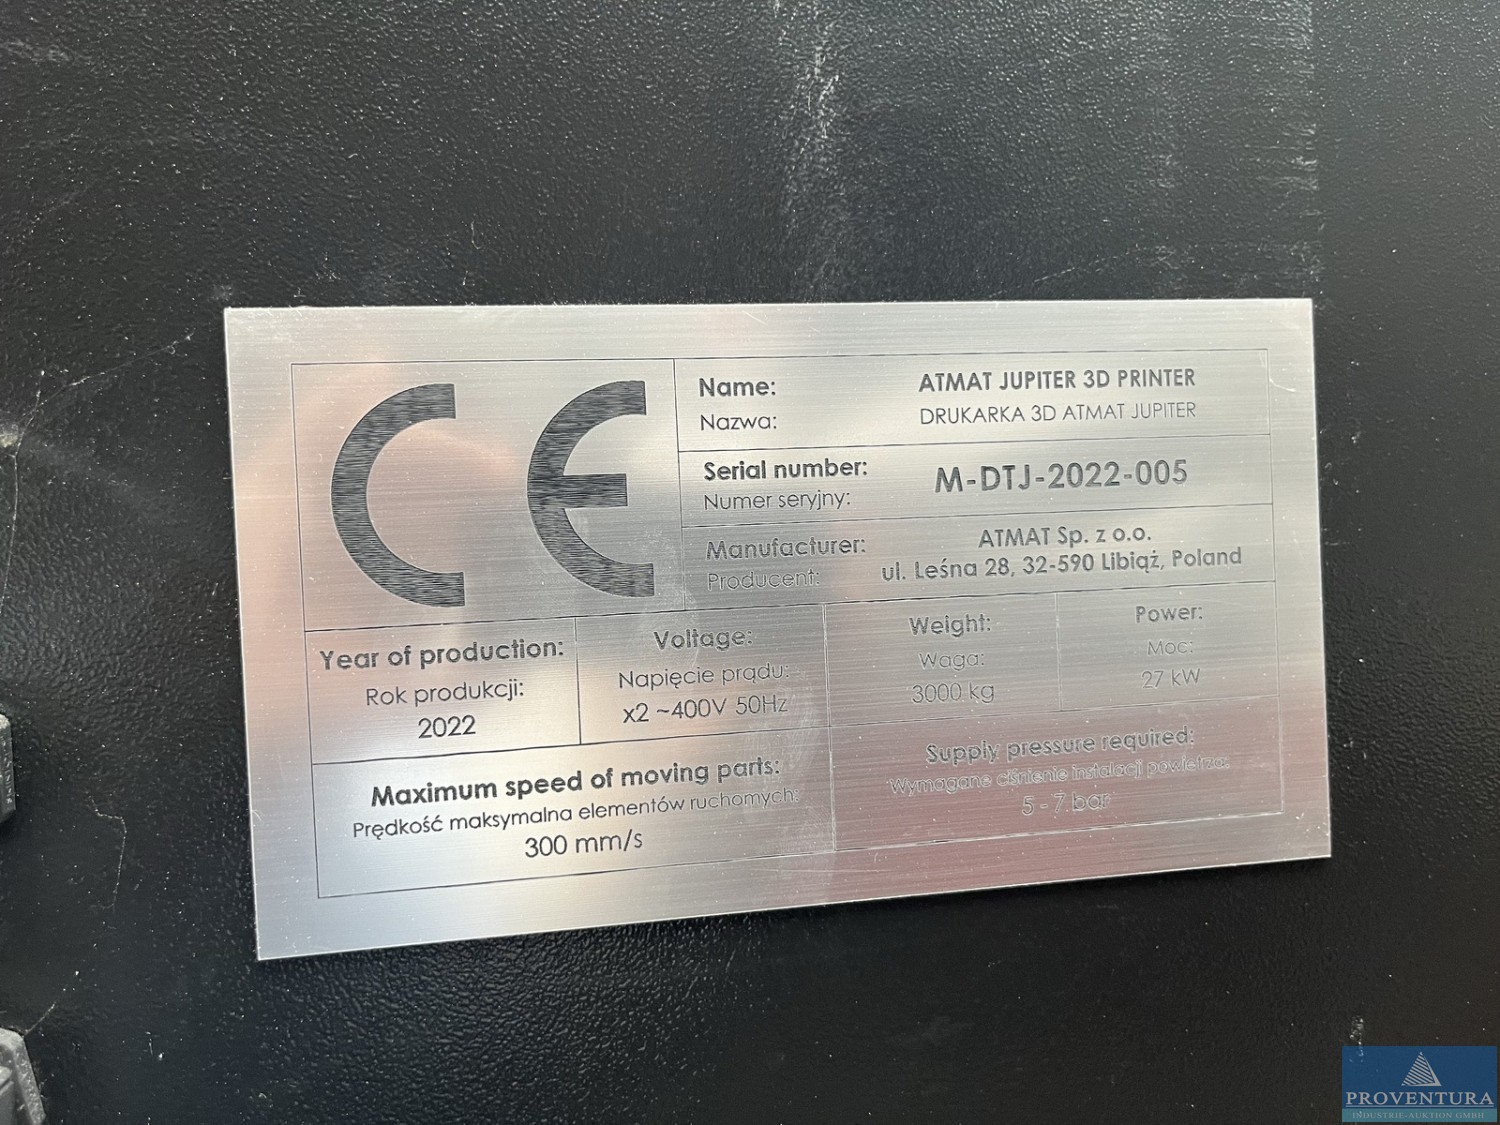 CE
Name: ATMAT JUPITER 3D PRINTER
Nazwa: DRUKARKA 3D ATMAT JUPITER
Serial number: M-DTJ-2022-005
Numer seryjny:
Manufacturer: ATMAT Sp. z o.o.
Producent: ul. Leśna 28, 32-590 Libiąż, Poland
Year of production:
Rok produkcji:
2022
Voltage:
Napięcie prądu:
x2 ~400V 50Hz
Weight:
Waga:
3000 kg
Power:
Moc:
27 kW
Maximum speed of moving parts:
Prędkość maksymalna elementów ruchomych:
300 mm/s
Supply pressure required:
Wymagane ciśnienie instalacji powietrza:
5 - 7 bar
PROVENTURA
INDUSTRIE-AUKTION GMBH